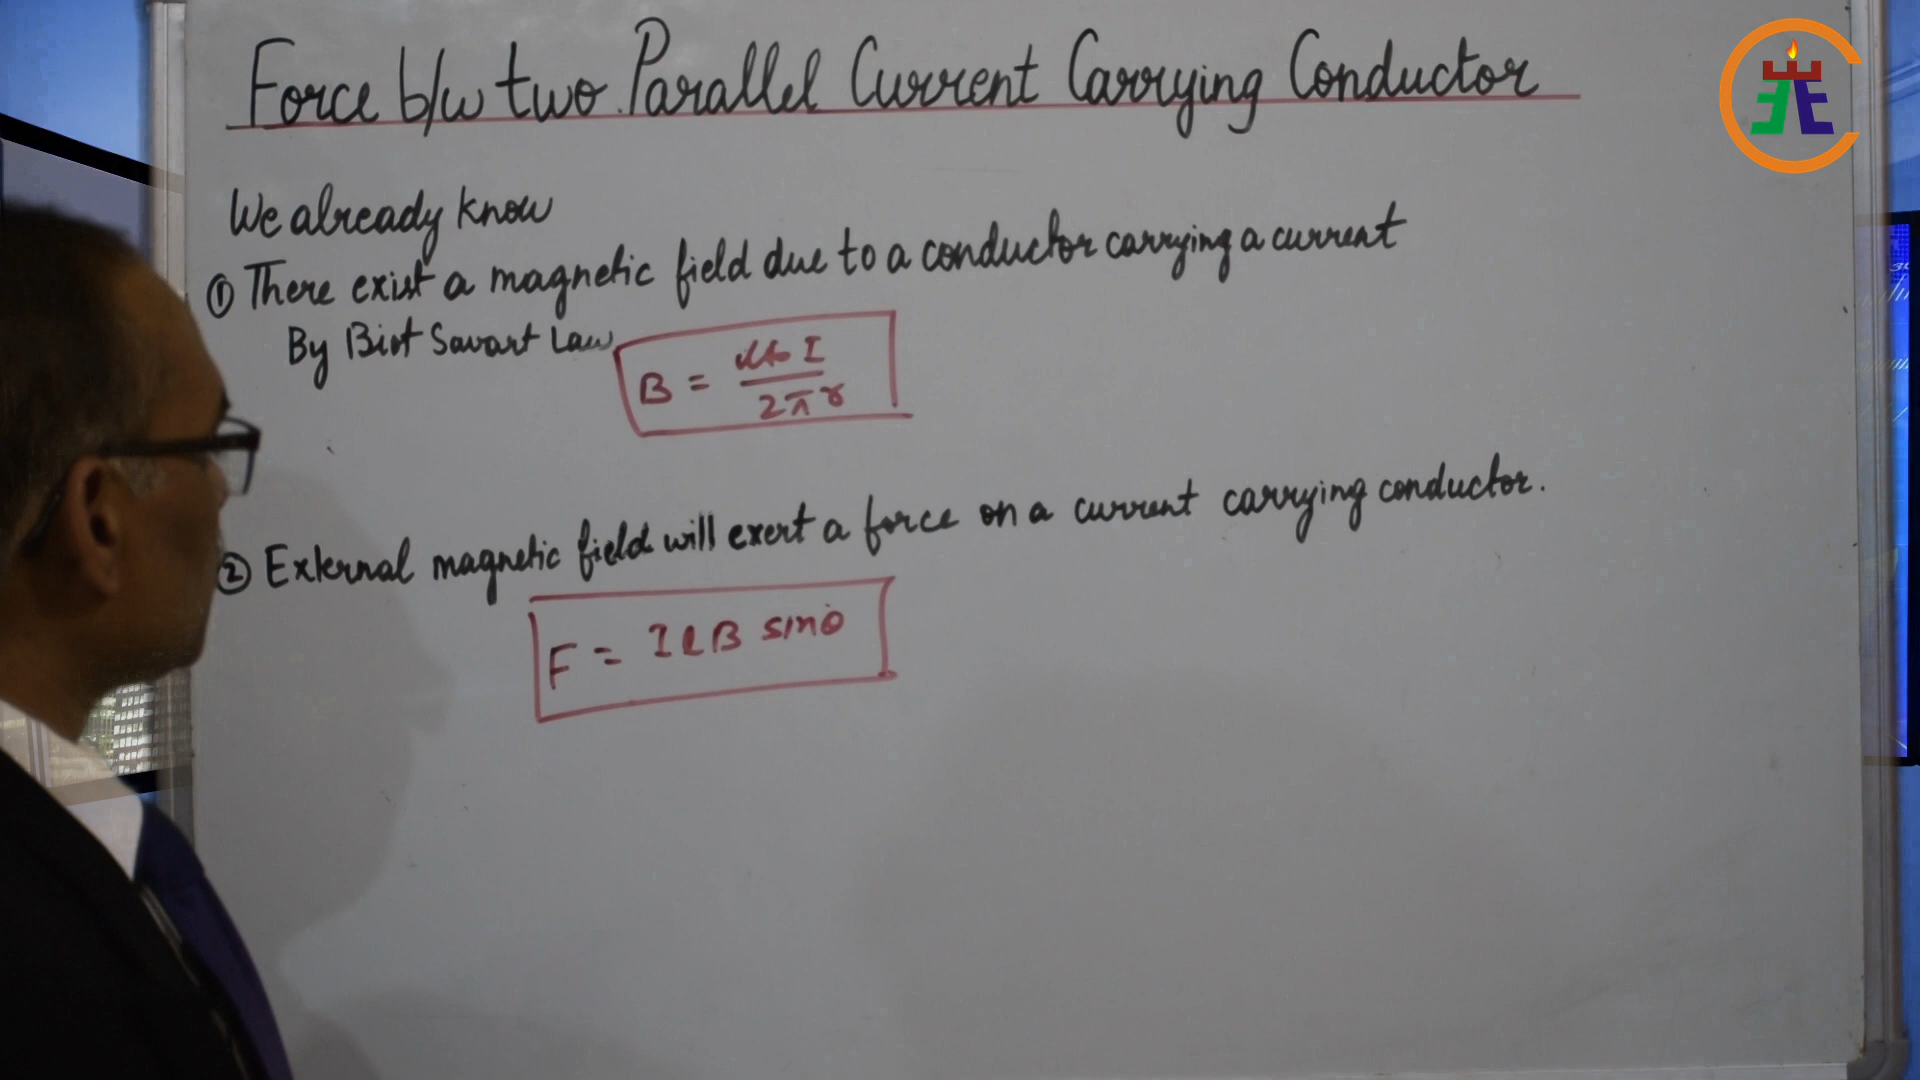 Force b/w two Parallel Current Carrying Conductor
We already know
① There exist a magnetic field due to a conductor carrying a current
By Biot Savart Law
B = μ₀ I / 2πr
② External magnetic field will exert a force on a current carrying conductor.
F = IlB sinθ